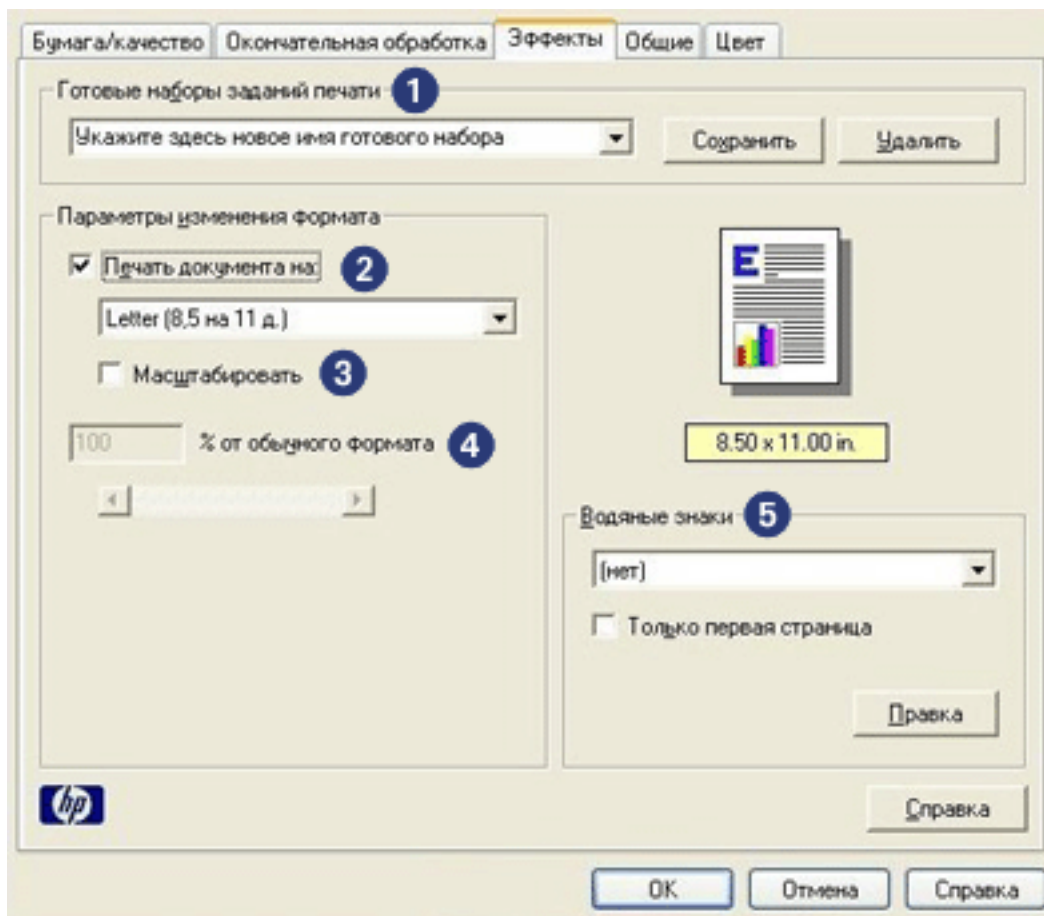 Бумага/качество Окончательная обработка Эффекты Общие Цвет
Готовые наборы заданий печати 1
Укажите здесь новое имя готового набора Сохранить Удалить
Параметры изменения формата
Печать документа на: 2
Letter (8,5 на 11 д.)
Масштабировать 3
100 % от обычного формата 4
E
8.50 x 11.00 in.
Водяные знаки 5
(нет)
Только первая страница
Правка
hp Справка
OK Отмена Справка